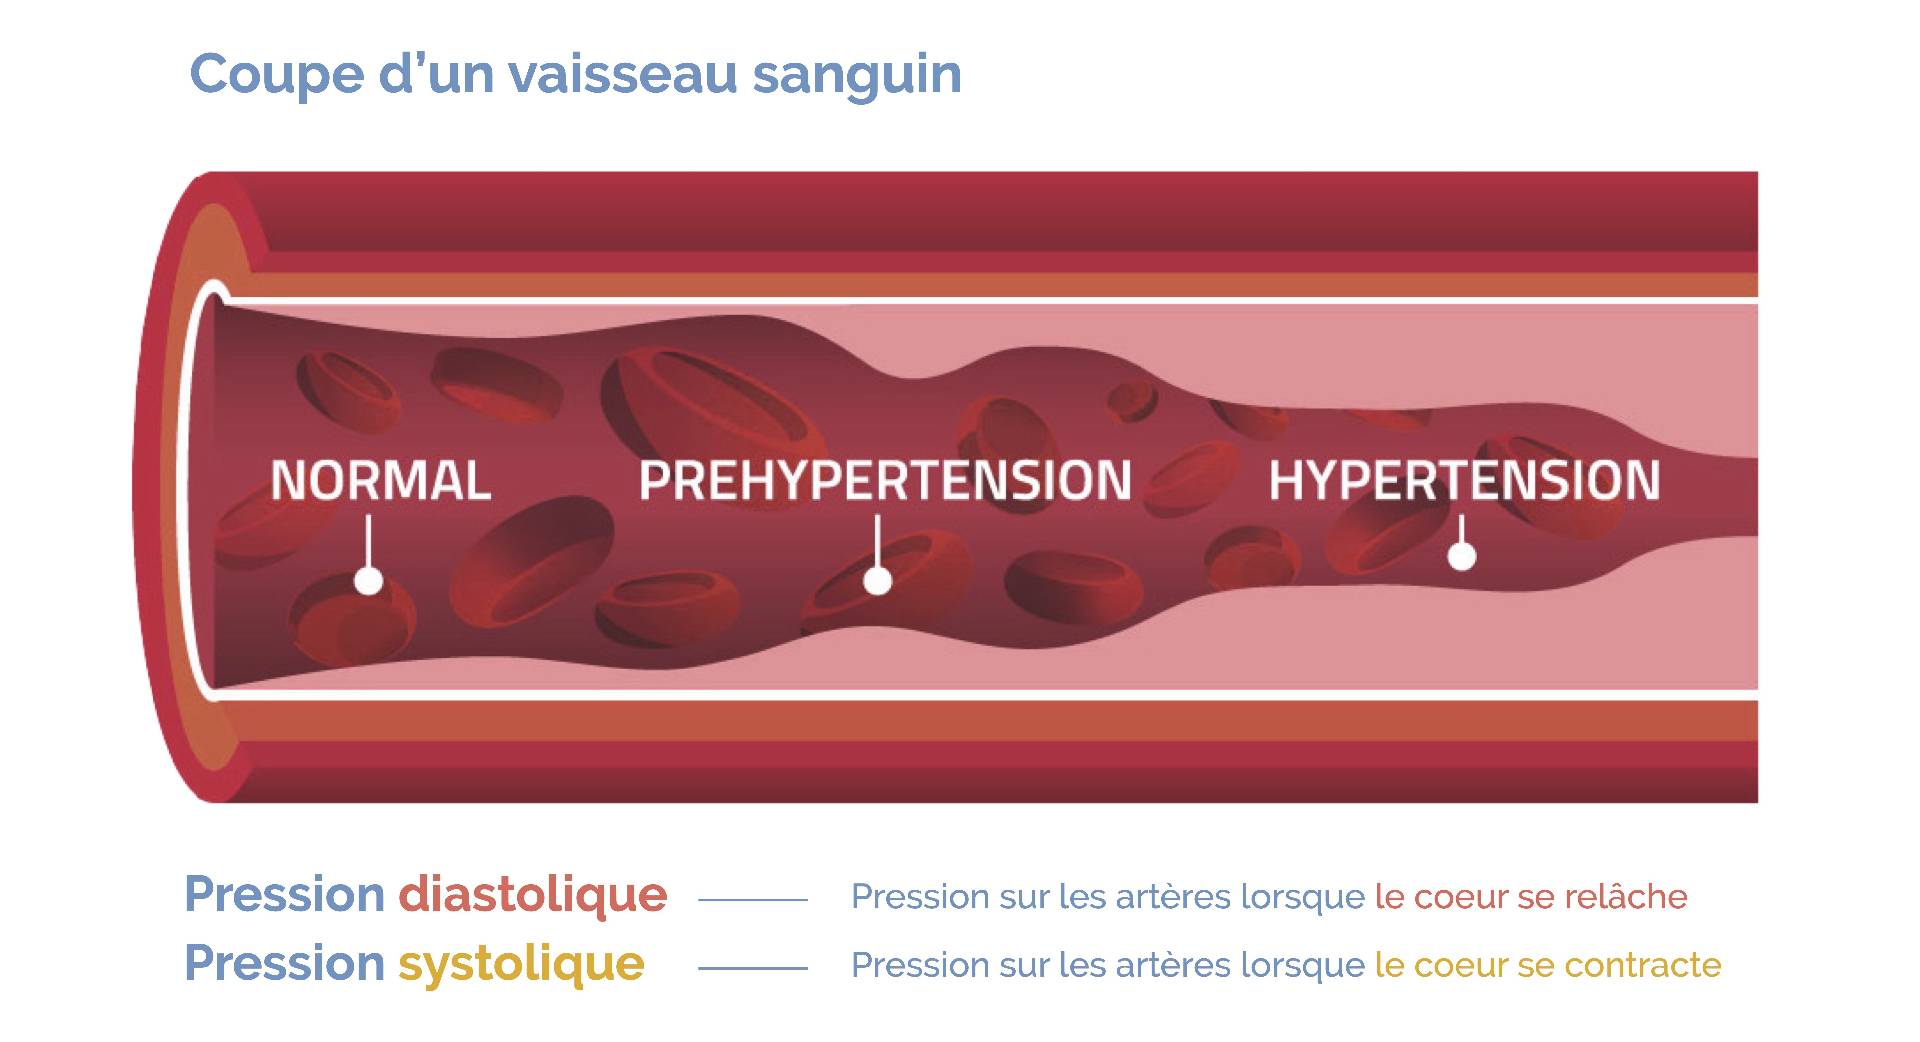 Coupe d’un vaisseau sanguin
NORMAL PREHYPERTENSION HYPERTENSION
Pression diastolique Pression sur les artères lorsque le coeur se relâche
Pression systolique Pression sur les artères lorsque le coeur se contracte